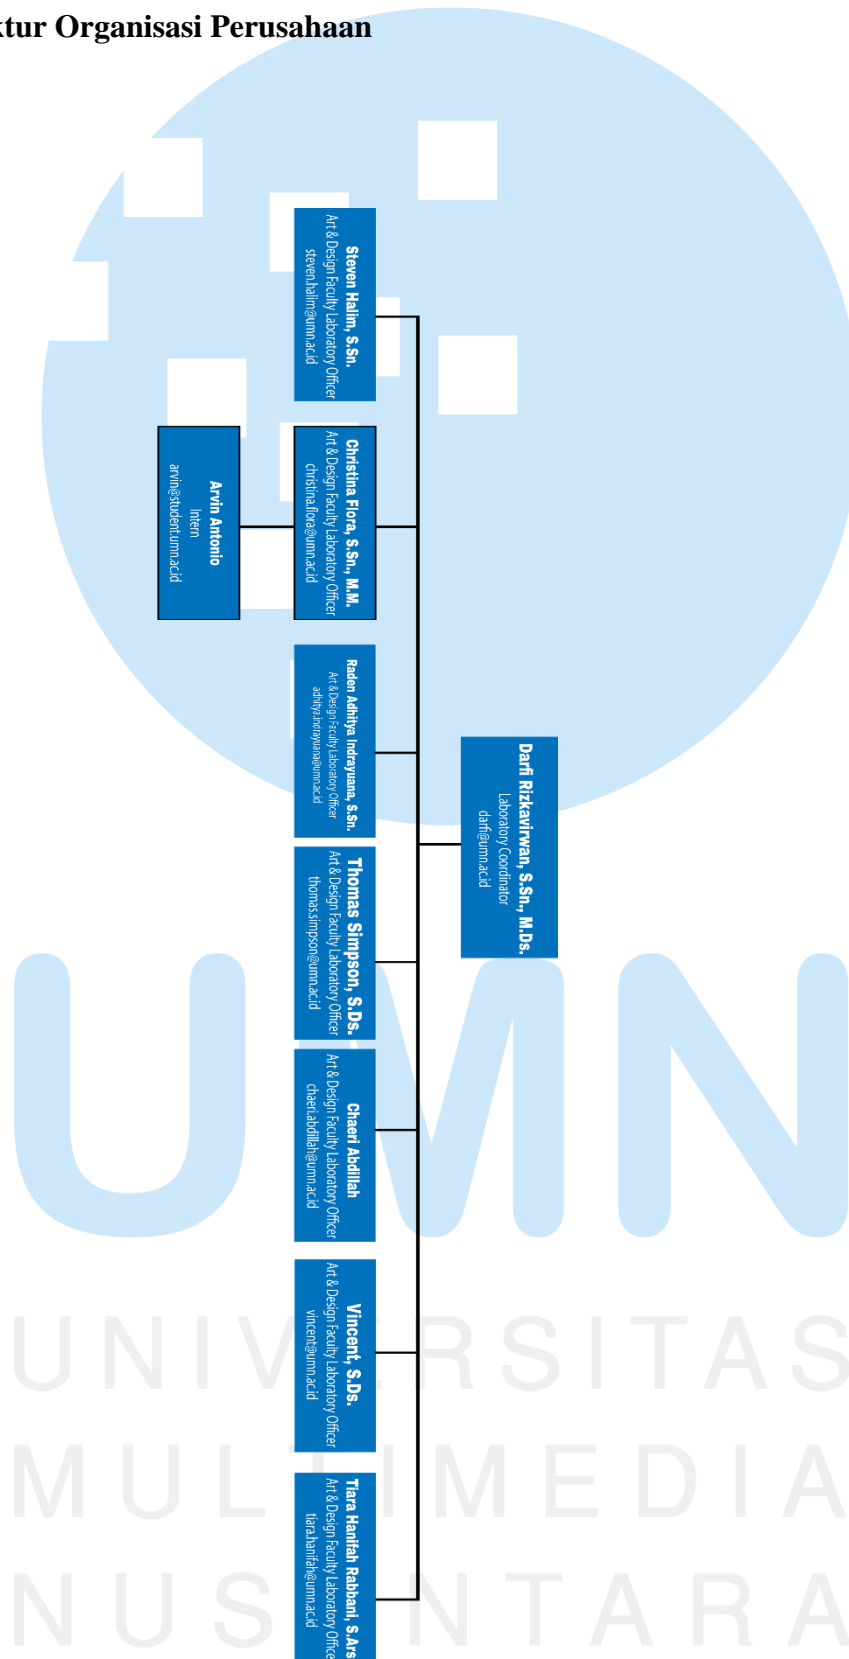 ktur Organisasi Perusahaan
Darfi Rizkavirwan, S.Sn., M.Ds.
Laboratory Coordinator
darfi@umn.ac.id
Steven Halim, S.Sn.
Art & Design Faculty Laboratory Officer
steven.halim@umn.ac.id
Christina Flora, S.Sn., M.M.
Art & Design Faculty Laboratory Officer
christina.flora@umn.ac.id
Arvin Antonio
Intern
arvin@student.umn.ac.id
Raden Adhitya Indrayuana, S.Sn.
Art & Design Faculty Laboratory Officer
adhitya.indrayuana@umn.ac.id
Thomas Simpson, S.Ds.
Art & Design Faculty Laboratory Officer
thomas.simpson@umn.ac.id
Chaeri Abdillah
Art & Design Faculty Laboratory Officer
chaeri.abdillah@umn.ac.id
Vincent, S.Ds.
Art & Design Faculty Laboratory Officer
vincent@umn.ac.id
Tiara Hanifah Rabbani, S.Ars
Art & Design Faculty Laboratory Office
tiara.hanifah@umn.ac.id
UMN
UNIVERSITAS
MULTIMEDIA
NUSANTARA